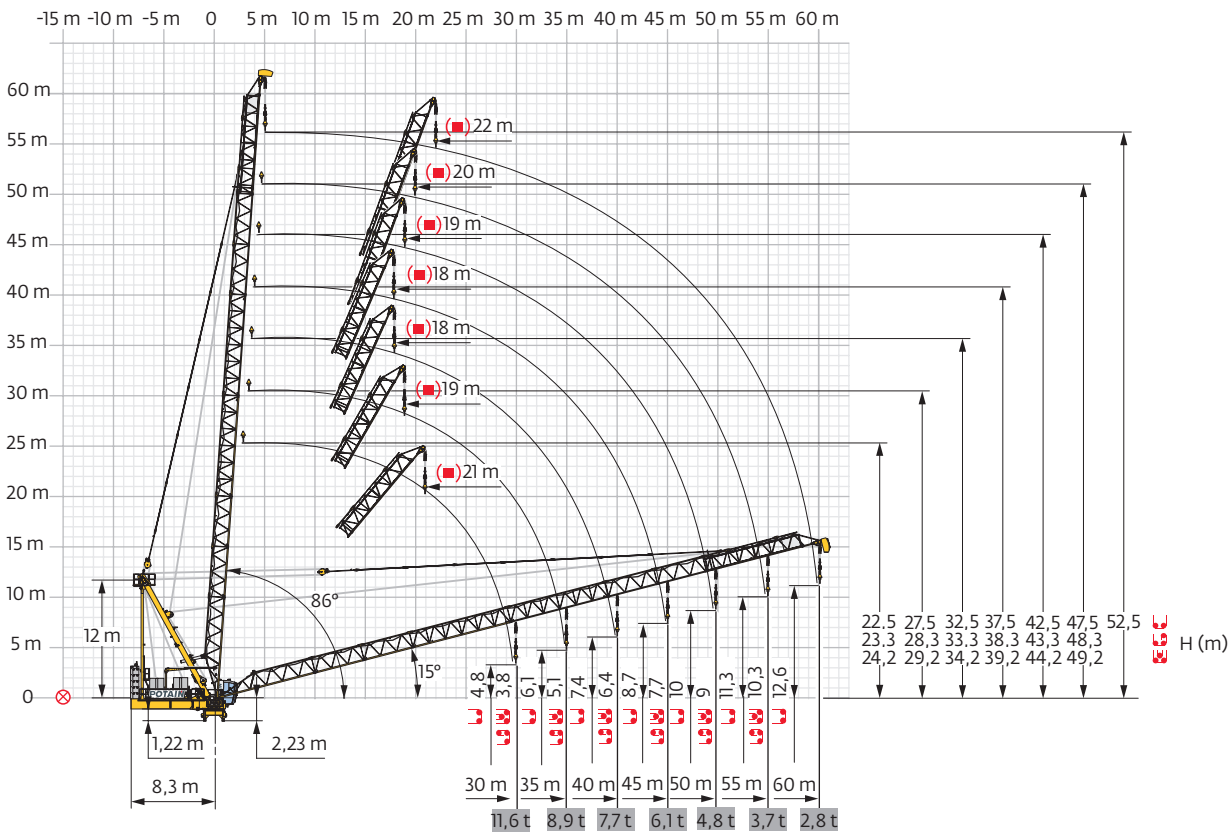 -15 m -10 m -5 m 0 5 m 10 m 15 m 20 m 25 m 30 m 35 m 40 m 45 m 50 m 55 m 60 m
60 m
55 m
50 m
45 m
40 m
35 m
30 m
25 m
20 m
15 m
10 m
5 m
0
( ) 22 m
( ) 20 m
( ) 19 m
( ) 18 m
( ) 18 m
( ) 19 m
( ) 21 m
86°
15°
12 m
POTAIN
1,22 m
2,23 m
8,3 m
22,5 27,5 32,5 37,5 42,5 47,5 52,5
23,3 28,3 33,3 38,3 43,3 48,3
24,2 29,2 34,2 39,2 44,2 49,2
H (m)
4,8 3,8 6,1 5,1 7,4 6,4 8,7 7,7 10 9 11,3 10,3 12,6
30 m 35 m 40 m 45 m 50 m 55 m 60 m
11,6 t 8,9 t 7,7 t 6,1 t 4,8 t 3,7 t 2,8 t